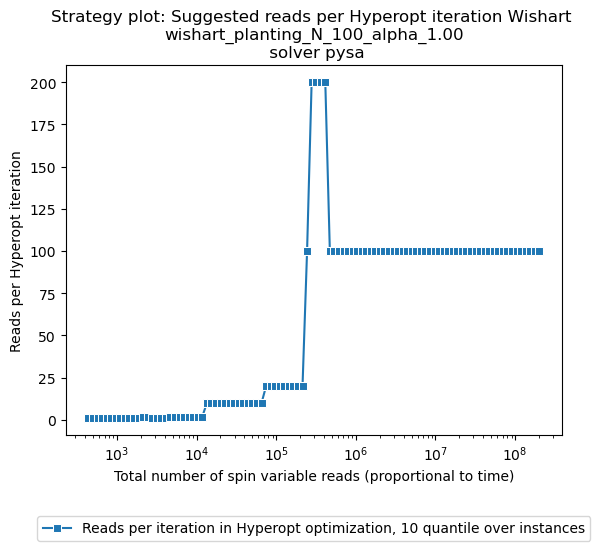 Strategy plot: Suggested reads per Hyperopt iteration Wishart
wishart_planting_N_100_alpha_1.00
solver pysa
200
175
150
125
100
75
50
25
0
Reads per Hyperopt iteration
10³ 10⁴ 10⁵ 10⁶ 10⁷ 10⁸
Total number of spin variable reads (proportional to time)
Reads per iteration in Hyperopt optimization, 10 quantile over instances